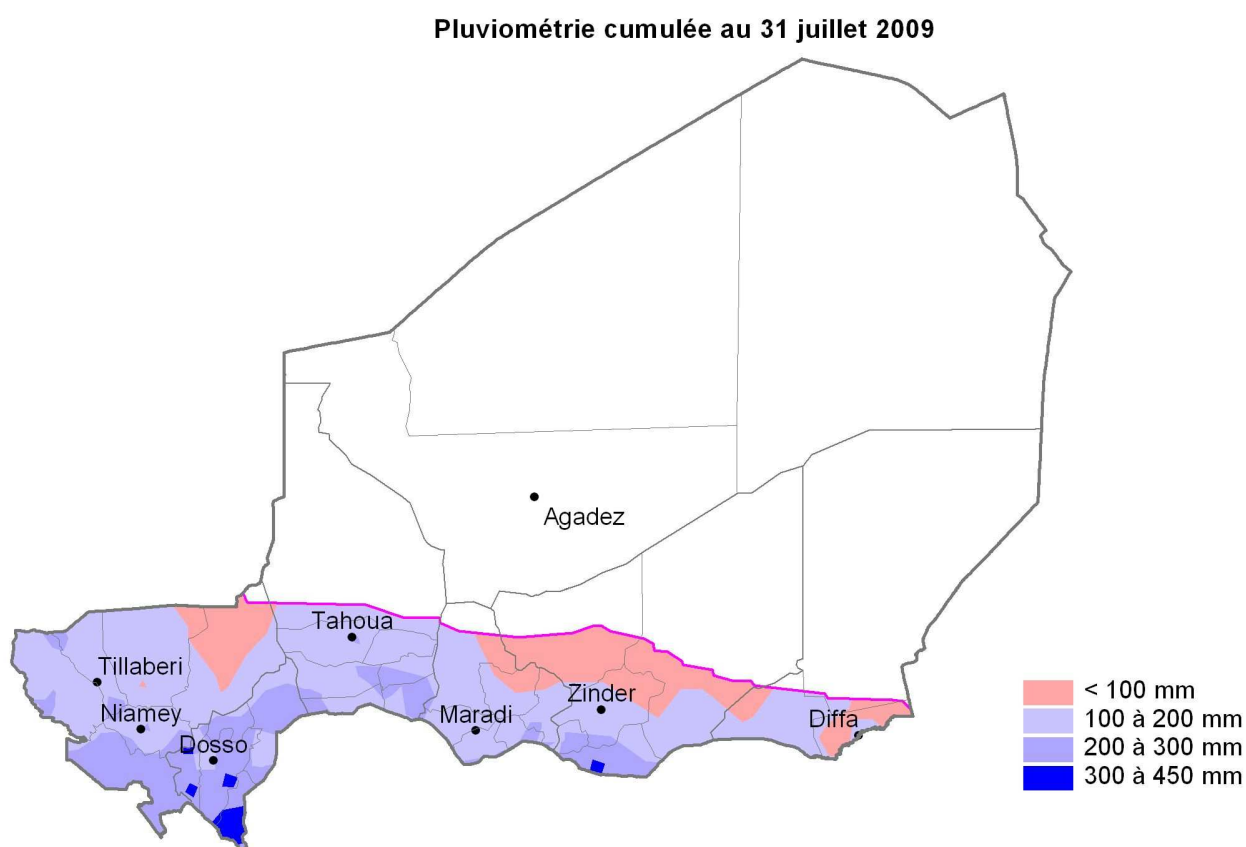 Pluviométrie cumulée au 31 juillet 2009
Agadez
Tahoua
Tillaberi
Zinder
Niamey
Maradi
Diffa
Dosso
< 100 mm
100 à 200 mm
200 à 300 mm
300 à 450 mm